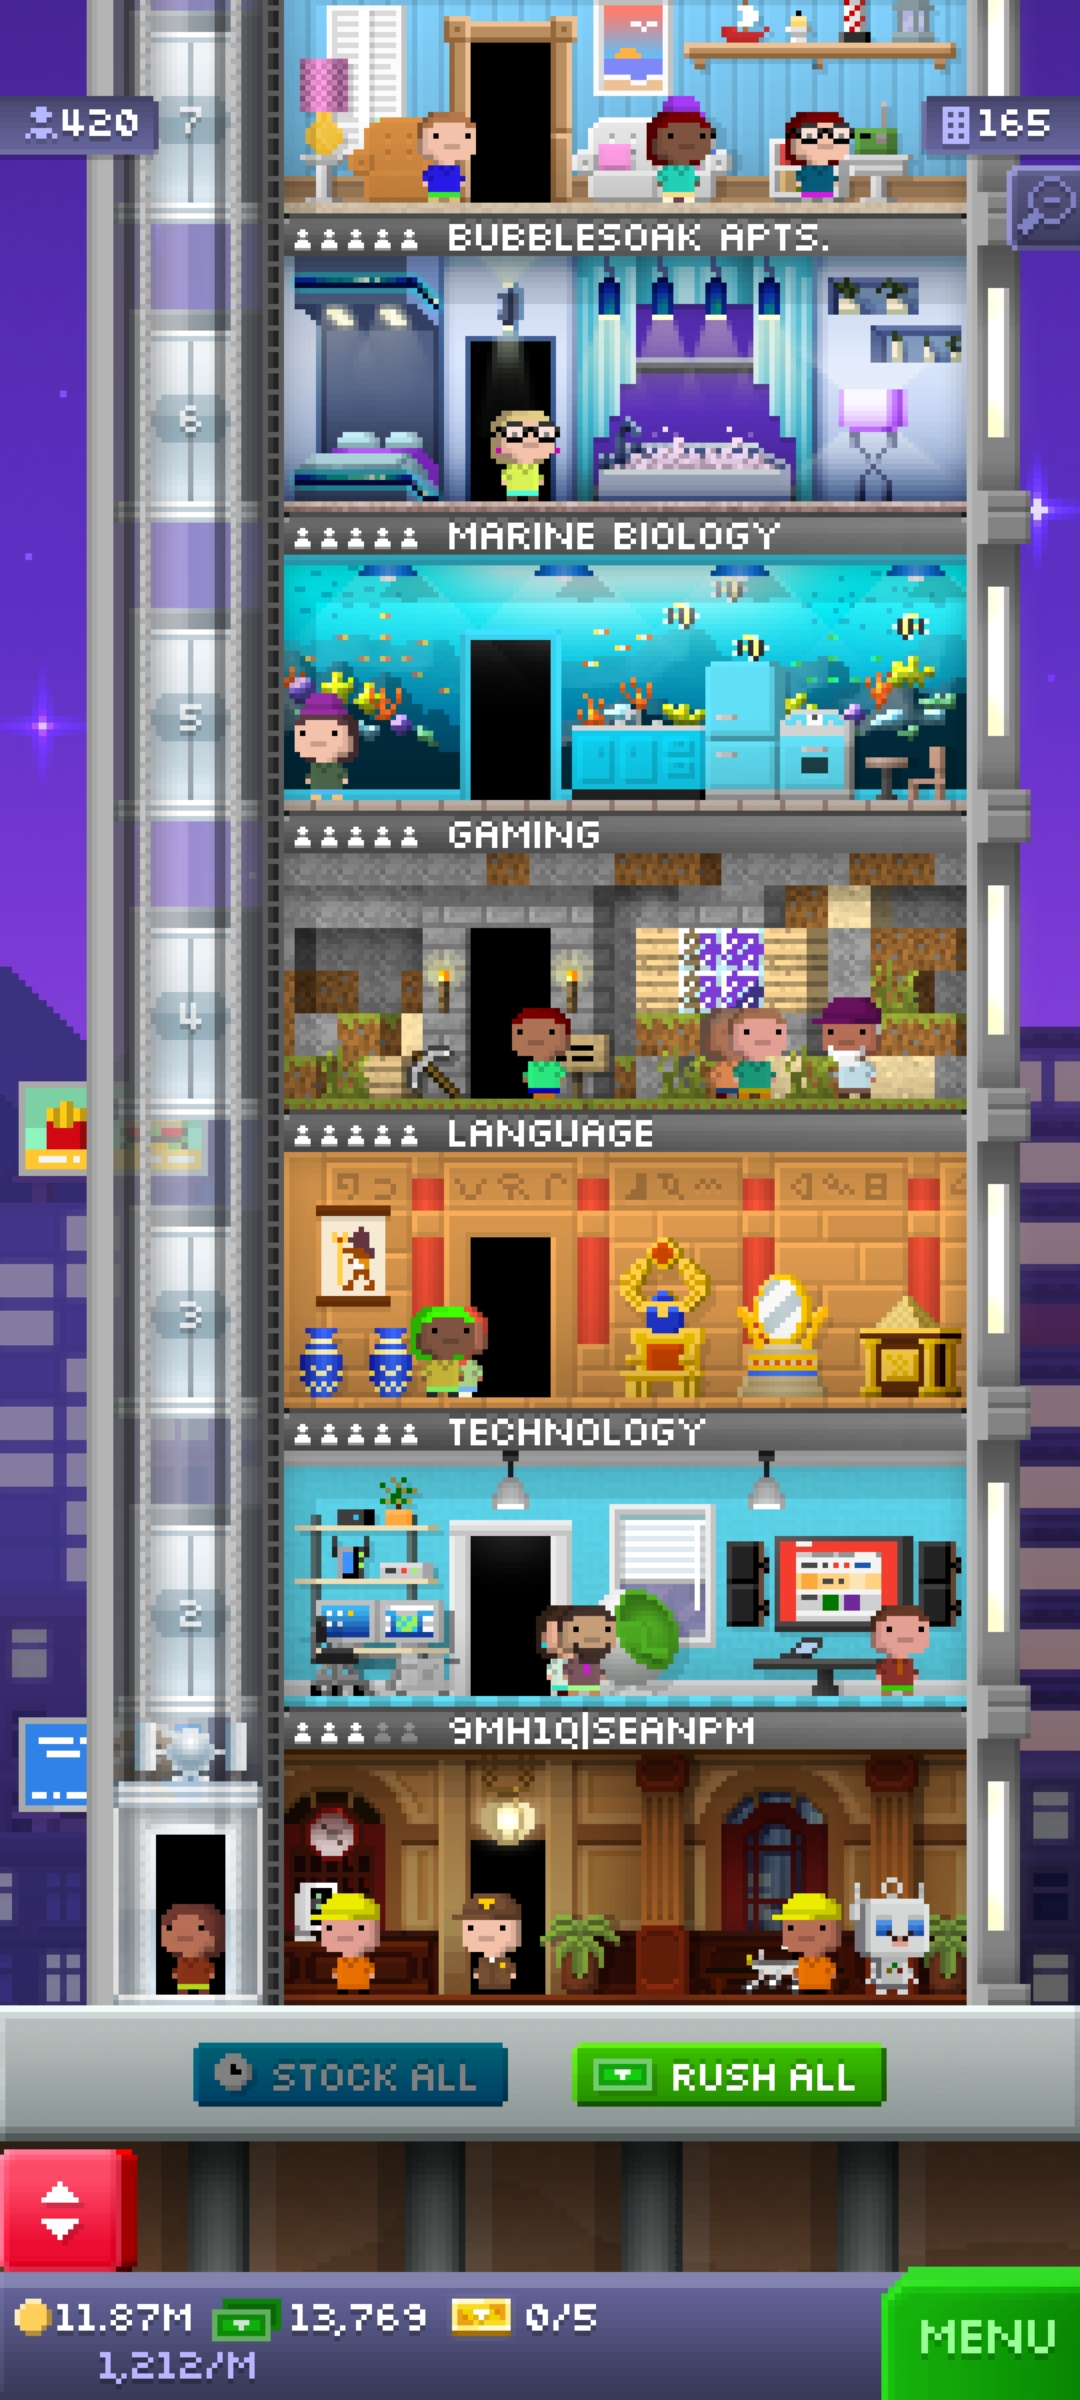 7
420
165
BUBBLESOAK APTS.
6
MARINE BIOLOGY
5
GAMING
4
LANGUAGE
3
TECHNOLOGY
2
9MH1Q|SEANPM
STOCK ALL
RUSH ALL
11.87M 13,769 0/5
1,212/M
MENU